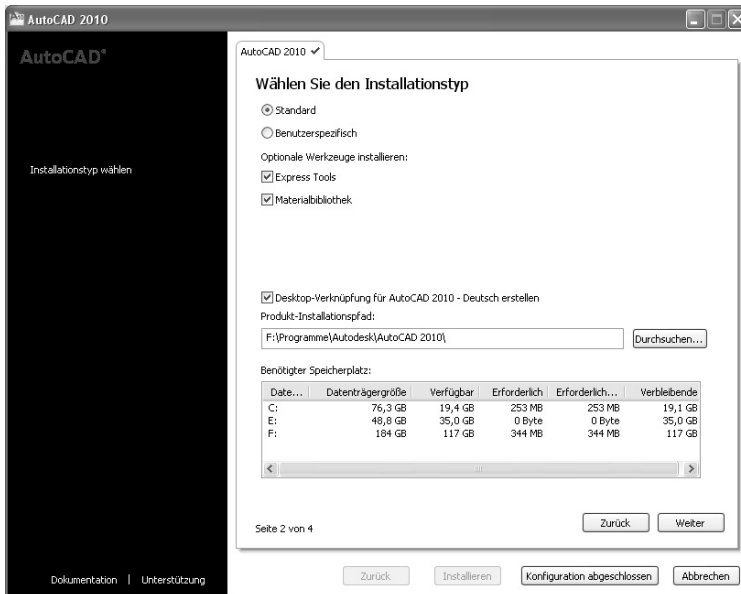 AutoCAD 2010
AutoCAD®
Installationstyp wählen
AutoCAD 2010
Wählen Sie den Installationstyp
Standard
Benutzerspezifisch
Optionale Werkzeuge installieren:
Express Tools
Materialbibliothek
Desktop-Verknüpfung für AutoCAD 2010 - Deutsch erstellen
Produkt-Installationspfad:
F:\Programme\Autodesk\AutoCAD 2010\
Durchsuchen...
Benötigter Speicherplatz:
Date... Datenträgergröße Verfügbar Erforderlich Erforderlich... Verbleibende
C: 76,3 GB 19,4 GB 253 MB 253 MB 19,1 GB
E: 48,8 GB 35,0 GB 0 Byte 0 Byte 35,0 GB
F: 184 GB 117 GB 344 MB 344 MB 117 GB
Seite 2 von 4
Zurück Weiter
Dokumentation | Unterstützung
Zurück Installieren Konfiguration abgeschlossen Abbrechen